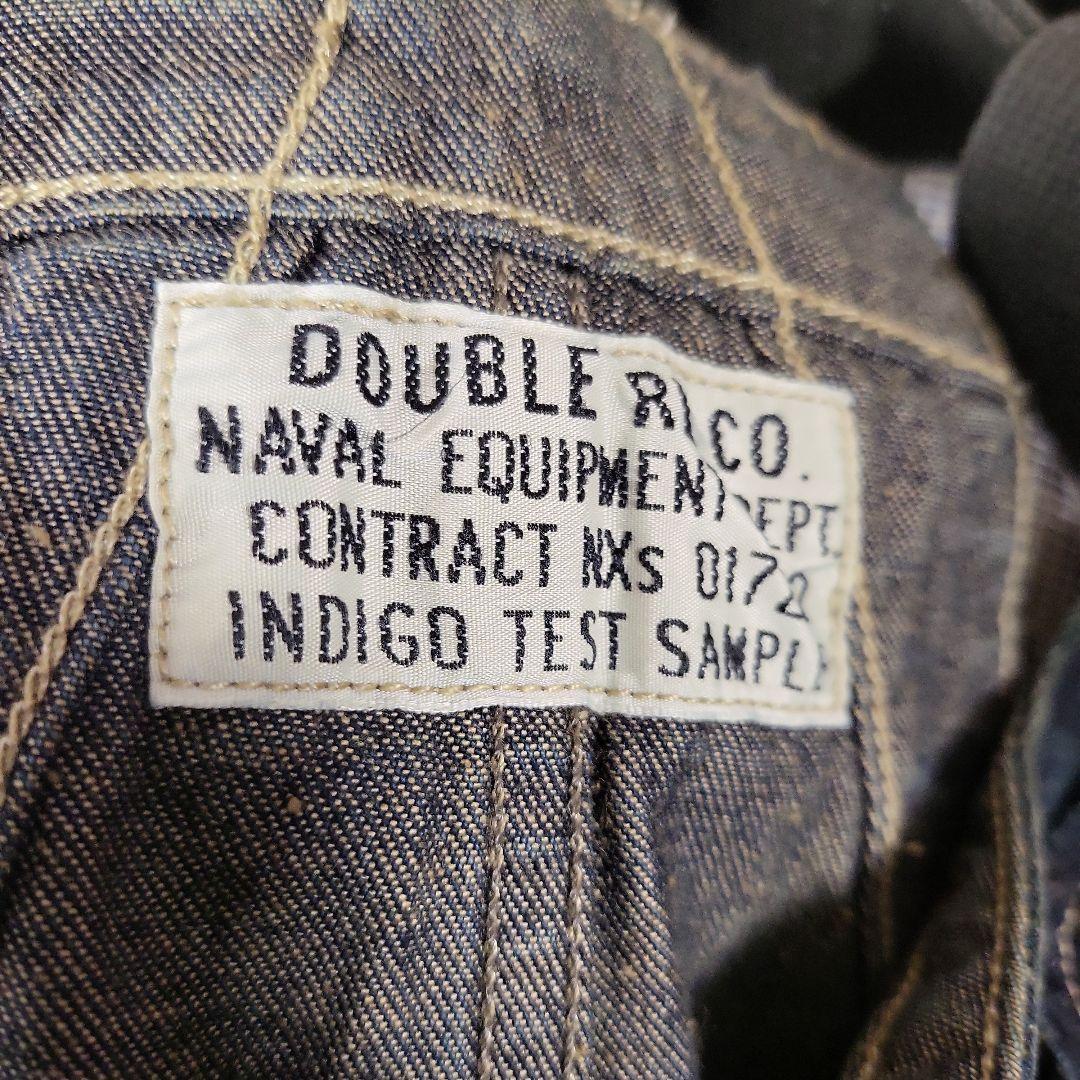 DOUBLE R CO.
NAVAL EQUIPMENT DEPT.
CONTRACT NXS 0172
INDIGO TEST SAMPLE